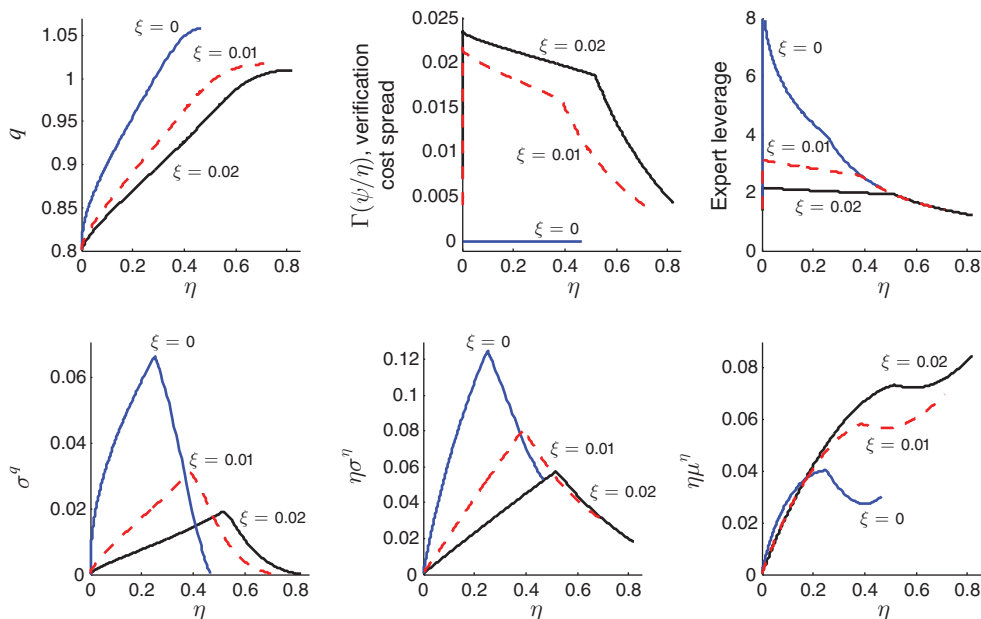 1.05
1
0.95
0.9
0.85
0.8
q
ξ = 0
ξ = 0.01
ξ = 0.02
0 0.2 0.4 0.6 0.8
η
0.025
0.02
0.015
0.01
0.005
0
Γ(ψ/η), verification
cost spread
ξ = 0.02
ξ = 0.01
ξ = 0
0 0.2 0.4 0.6 0.8
η
8
6
4
2
0
Expert leverage
ξ = 0
ξ = 0.01
ξ = 0.02
0 0.2 0.4 0.6 0.8
η
0.06
0.04
0.02
0
σ^q
ξ = 0
ξ = 0.01
ξ = 0.02
0 0.2 0.4 0.6 0.8
η
0.12
0.10
0.08
0.06
0.04
0.02
0
ησ^η
ξ = 0
ξ = 0.01
ξ = 0.02
0 0.2 0.4 0.6 0.8
η
0.08
0.06
0.04
0.02
0
ημ^η
ξ = 0.02
ξ = 0.01
ξ = 0
0 0.2 0.4 0.6 0.8
η